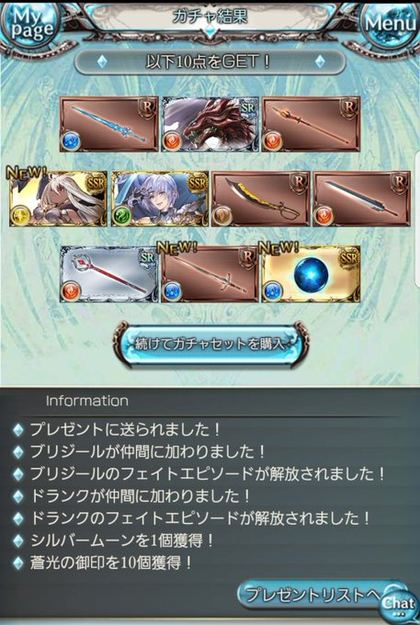 My page
ガチャ結果
Menu
以下10点をGET！
R
SR
R
NEW!
SSR
SSR
R
R
SR
NEW!
R
NEW!
SSR
続けてガチャセットを購入
Information
プレゼントに送られました！
ブリジールが仲間に加わりました！
ブリジールのフェイトエピソードが解放されました！
ドランクが仲間に加わりました！
ドランクのフェイトエピソードが解放されました！
シルバームーンを1個獲得！
蒼光の御印を10個獲得！
プレゼントリストへ
Chat